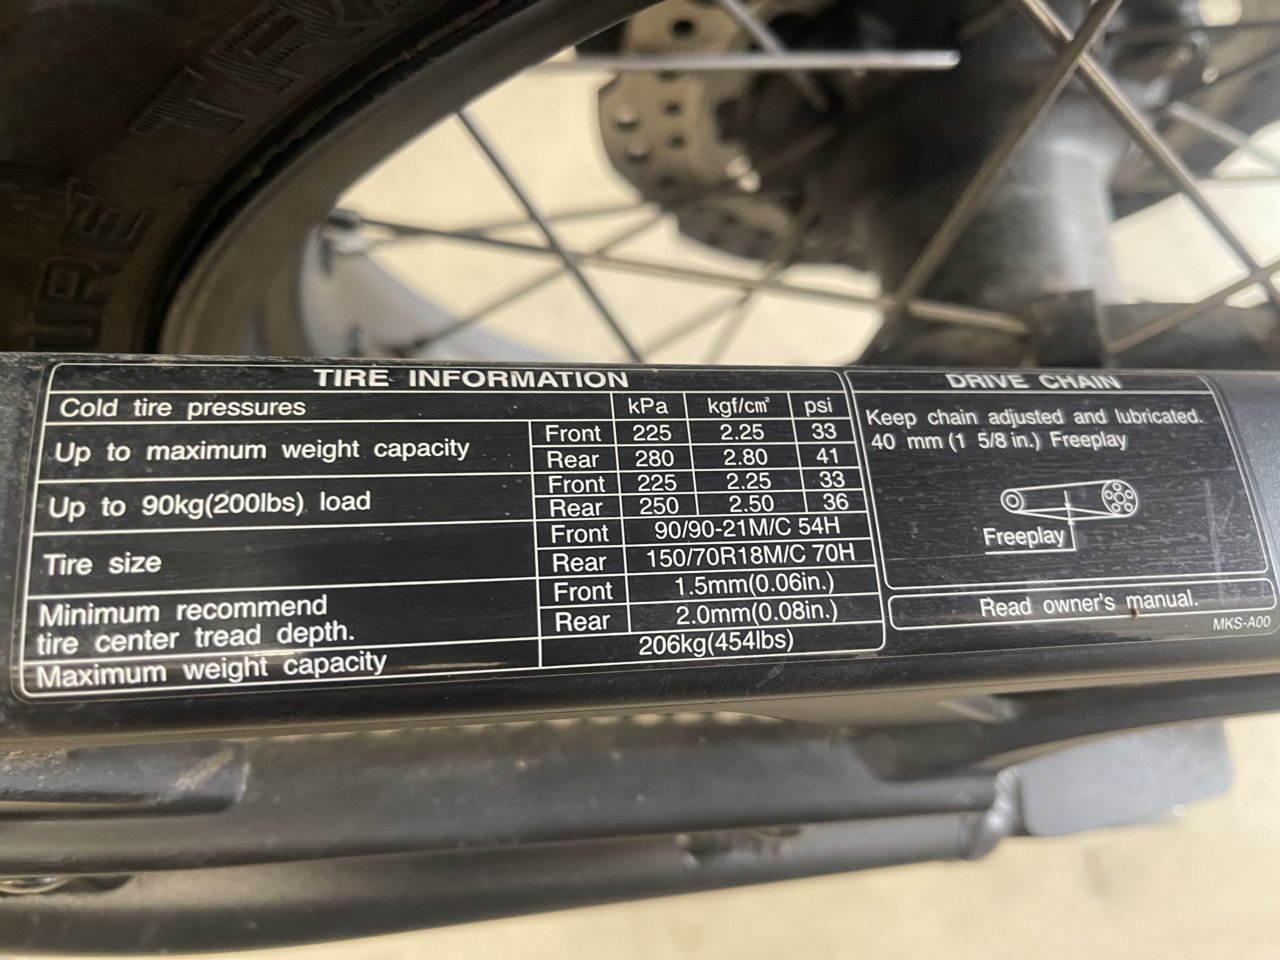 TIRE INFORMATION
Cold tire pressures kPa kgf/cm² psi
Up to maximum weight capacity Front 225 2.25 33
Rear 280 2.80 41
Up to 90kg(200lbs) load Front 225 2.25 33
Rear 250 2.50 36
Tire size Front 90/90-21M/C 54H
Rear 150/70R18M/C 70H
Minimum recommend
tire center tread depth. Front 1.5mm(0.06in.)
Rear 2.0mm(0.08in.)
Maximum weight capacity 206kg(454lbs)
DRIVE CHAIN
Keep chain adjusted and lubricated.
40 mm (1 5/8 in.) Freeplay
Freeplay
Read owner's manual.
MKS-A00